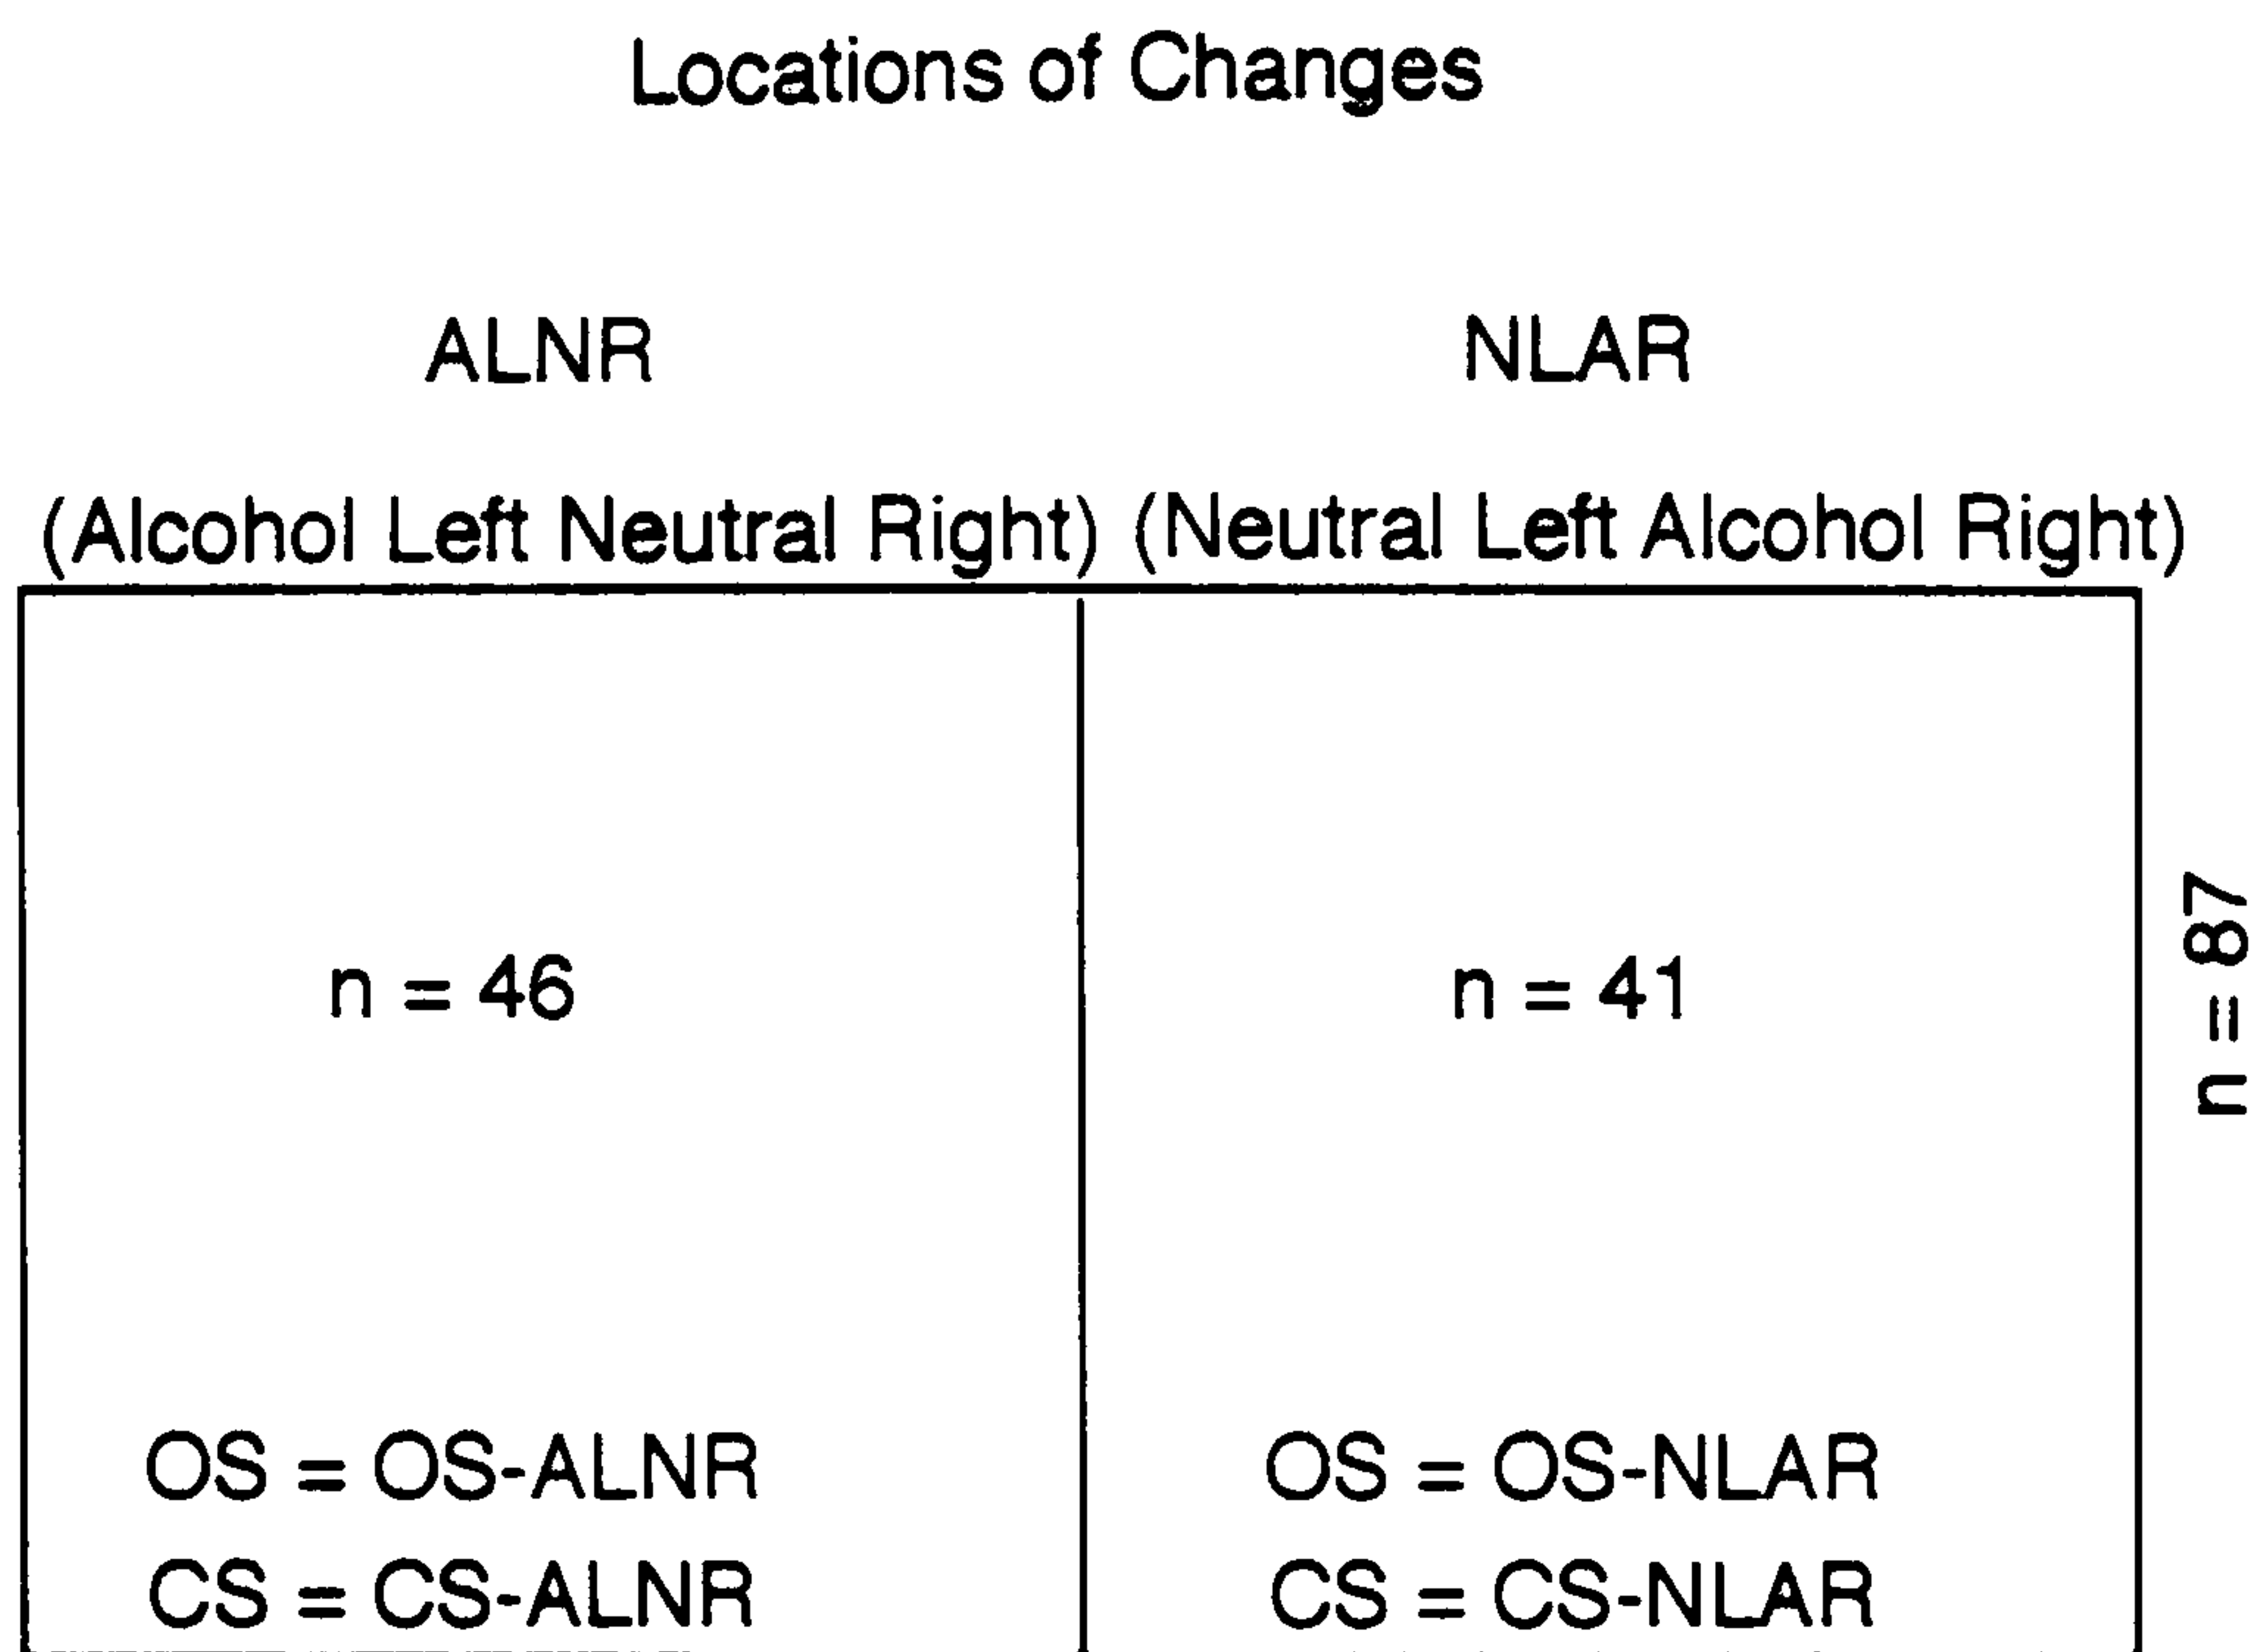 Locations of Changes
ALNR NLAR
(Alcohol Left Neutral Right) (Neutral Left Alcohol Right)
n = 46 n = 41
n = 87
OS = OS-ALNR OS = OS-NLAR
CS = CS-ALNR CS = CS-NLAR